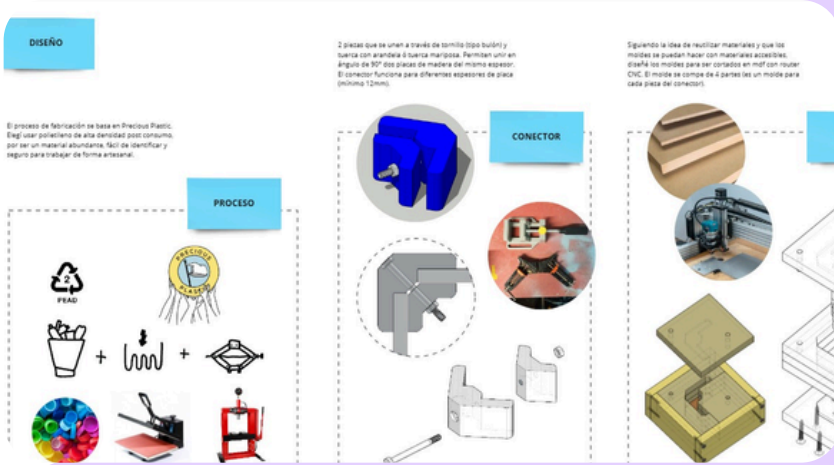 DISEÑO
El proceso de fabricación se basa en Precious Plastic.
Elegí usar polietileno de alta densidad post consumo,
por ser un material abundante, fácil de identificar y
seguro para trabajar de forma artesanal.
PROCESO
PRECIOUS
PLASTIC
2
PEAD
+
+
2 piezas que se unen a través de tornillo (tipo bulón) y
tuerca con arandela ó tuerca mariposa. Permiten unir en
ángulo de 90° dos placas de madera del mismo espesor.
El conector funciona para diferentes espesores de placa
(mínimo 12mm).
CONECTOR
Siguiendo la idea de reutilizar materiales y que los
moldes se puedan hacer con materiales accesibles,
diseñé los moldes para ser cortados en mdf con router
CNC. El molde se compe de 4 partes (es un molde para
cada pieza del conector).